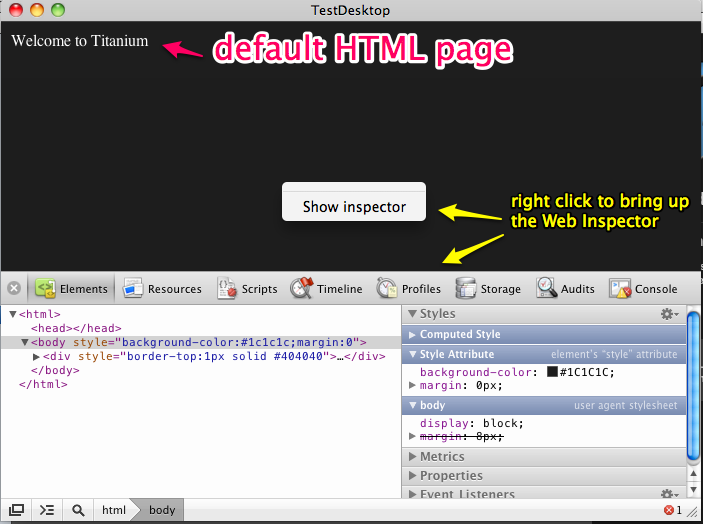 TestDesktop
Welcome to Titanium
default HTML page
Show inspector
right click to bring up
the Web Inspector
Elements Resources Scripts Timeline Profiles Storage Audits Console
▼<html>
<head></head>
▼<body style="background-color:#1c1c1c;margin:0">
▶<div style="border-top:1px solid #404040">…</div>
</body>
</html>
▼ Styles
▶ Computed Style
▼ Style Attribute element's "style" attribute
background-color: #1C1C1C;
▶ margin: 0px;
▼ body user agent stylesheet
display: block;
▶ margin: 8px;
▶ Metrics
▶ Properties
▶ Event Listeners
html body
1